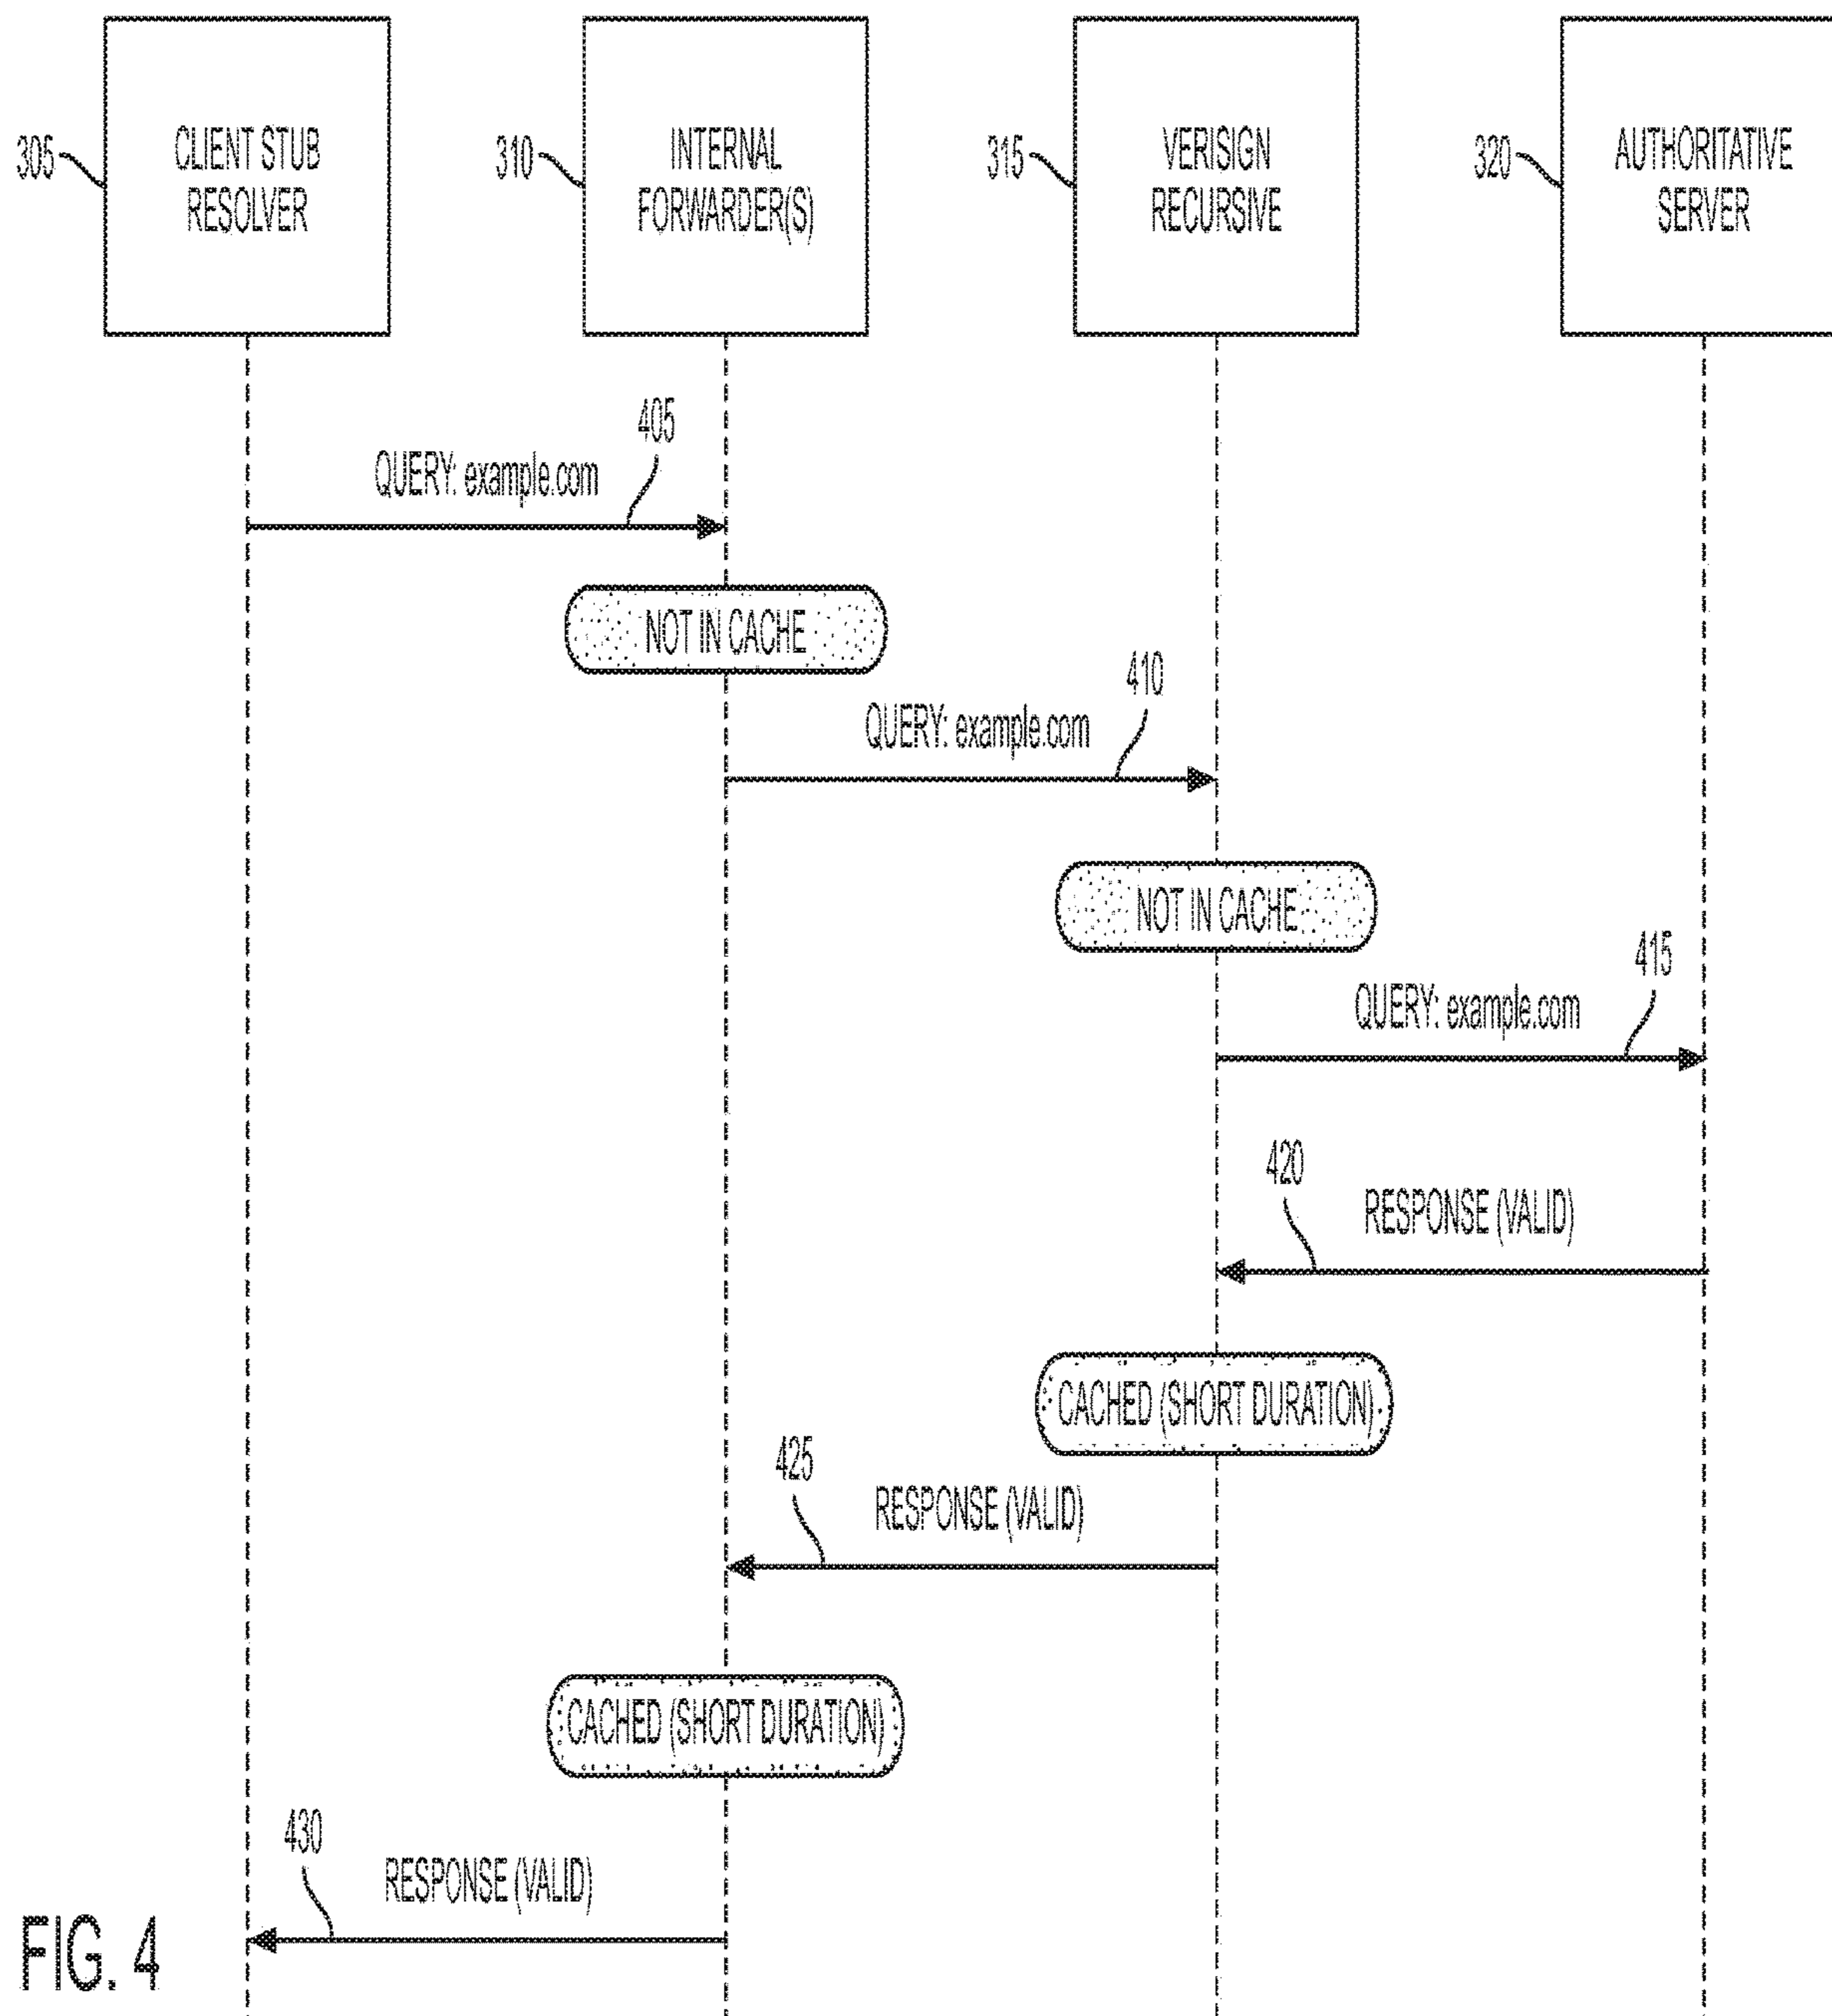 305
CLIENT STUB
RESOLVER
310
INTERNAL
FORWARDER(S)
315
VERISIGN
RECURSIVE
320
AUTHORITATIVE
SERVER
405
QUERY: example.com
NOT IN CACHE
410
QUERY: example.com
NOT IN CACHE
415
QUERY: example.com
420
RESPONSE (VALID)
CACHED (SHORT DURATION)
425
RESPONSE (VALID)
CACHED (SHORT DURATION)
430
RESPONSE (VALID)
FIG. 4